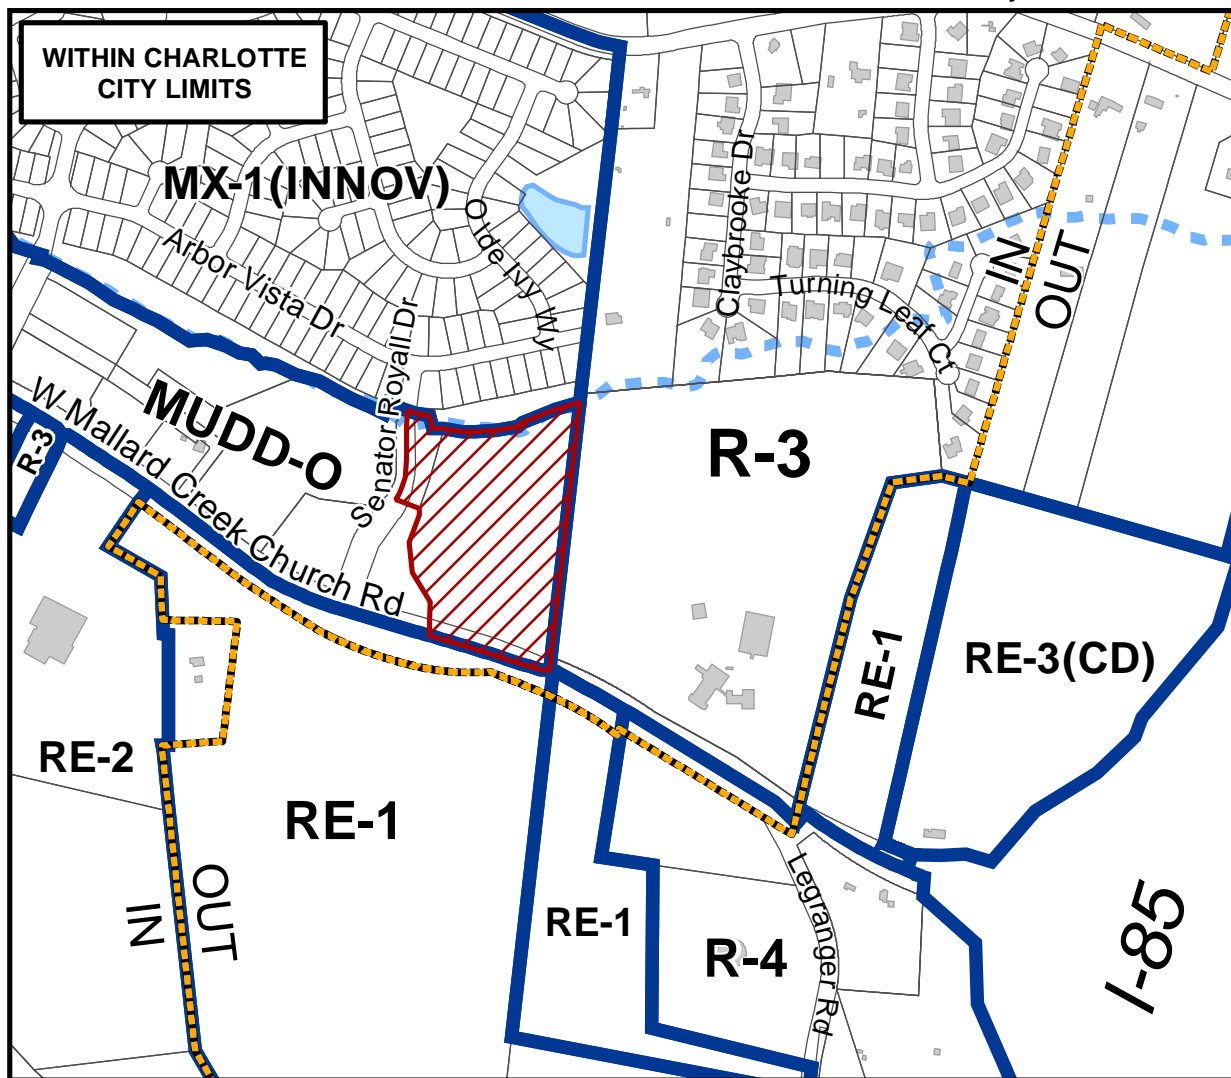 WITHIN CHARLOTTE
CITY LIMITS
MX-1(INNOV)
Arbor Vista Dr
Olde Ivy Wy
Claybrooke Dr
Turning Leaf Ct
IN
OUT
Senator Royall Dr
MUDD-O
W Mallard Creek Church Rd
R-3
R-3
RE-1
RE-3(CD)
RE-2
RE-1
OUT
IN
RE-1
R-4
Legranger Rd
I-85